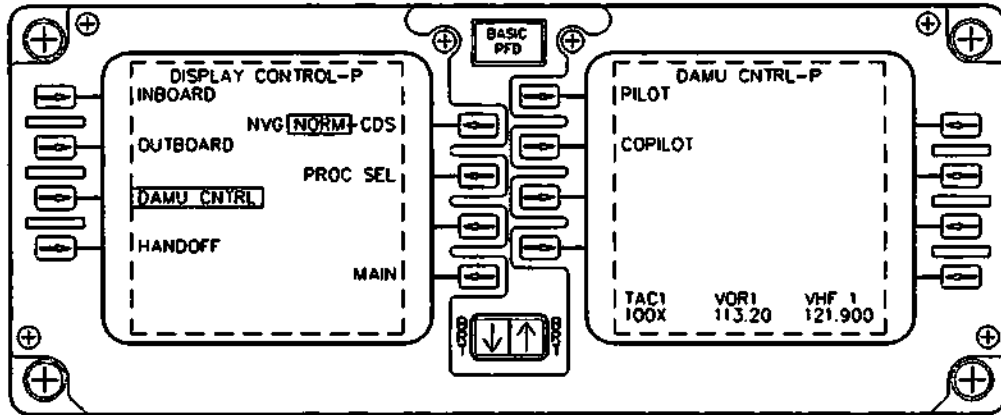 BASIC
PFD
DISPLAY CONTROL-P
INBOARD
NVG NORM CDS
OUTBOARD
PROC SEL
DAMU CNTRL
HANDOFF
MAIN
BRT
BRT
DAMU CNTRL-P
PILOT
COPILOT
TAC1 VOR1 VHF 1
100X 113.20 121.900